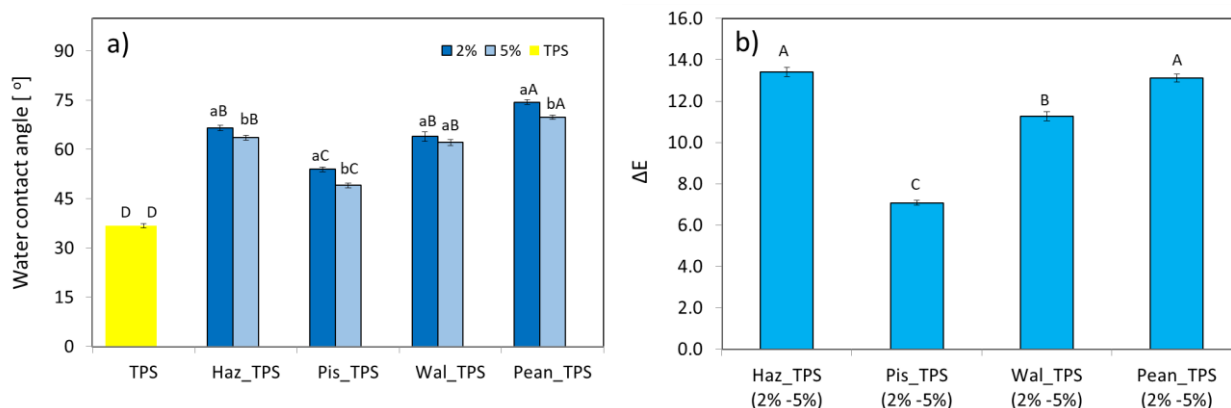 a)
2% 5% TPS
Water contact angle [ °]
90
75
60
45
30
15
0
D D
aB bB
aC bC
aB aB
aA bA
TPS Haz_TPS Pis_TPS Wal_TPS Pean_TPS
b)
ΔE
16.0
14.0
12.0
10.0
8.0
6.0
4.0
2.0
0.0
A C B A
Haz_TPS Pis_TPS Wal_TPS Pean_TPS
(2% -5%) (2% -5%) (2% -5%) (2% -5%)